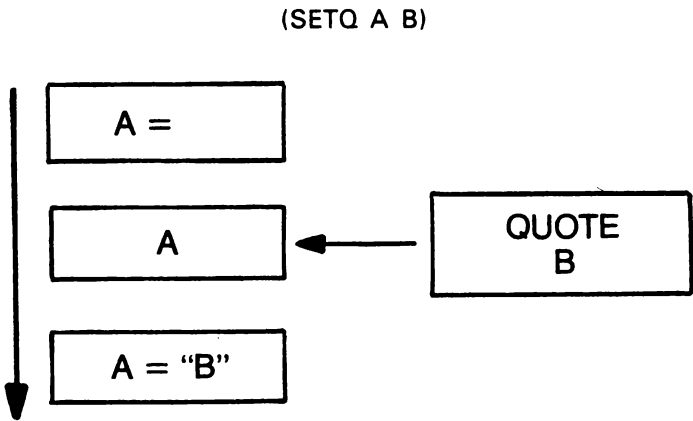 (SETQ A B)
A =
A
QUOTE
B
A = “B”